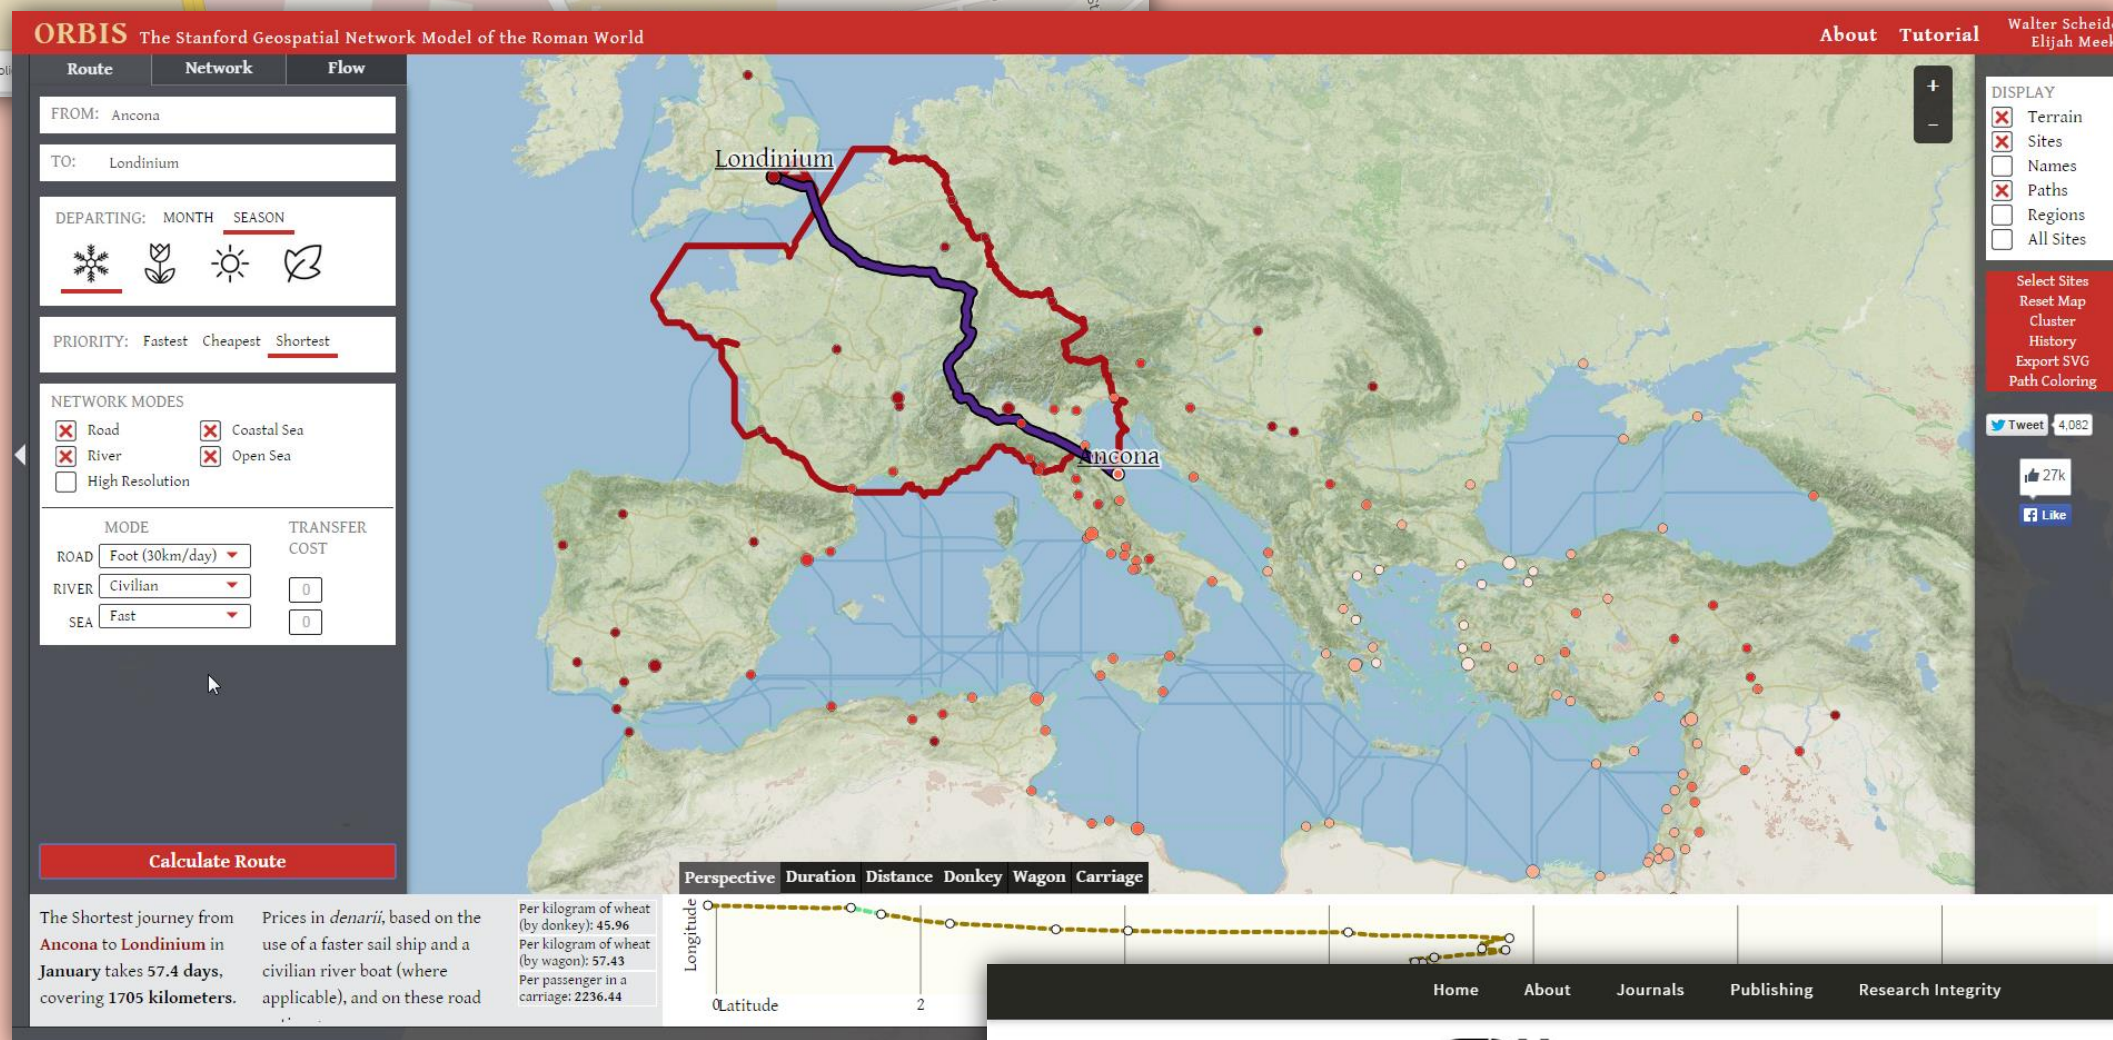 ORBIS The Stanford Geospatial Network Model of the Roman World
About Tutorial
Walter
Elijah
Route Network Flow
FROM: Ancona
TO: Londinium
DEPARTING: MONTH SEASON
PRIORITY: Fastest Cheapest Shortest
NETWORK MODES
Road Coastal Sea
River Open Sea
High Resolution
MODE TRANSFER COST
ROAD Foot (30km/day)
RIVER Civilian 0
SEA Fast 0
Calculate Route
Londinium
Ancona
+
−
DISPLAY
Terrain
Sites
Names
Paths
Regions
All Sites
Select Sites
Reset Map
Cluster
History
Export SVG
Path Coloring
Tweet 4,082
27k
Like
The Shortest journey from
Ancona to Londinium in
January takes 57.4 days,
covering 1705 kilometers.
Prices in denarii, based on the
use of a faster sail ship and a
civilian river boat (where
applicable), and on these road
Per kilogram of wheat
(by donkey): 45.96
Per kilogram of wheat
(by wagon): 57.43
Per passenger in a
carriage: 2236.44
Perspective Duration Distance Donkey Wagon Carriage
Longitude
0 Latitude 2
Home About Journals Publishing Research Integrity